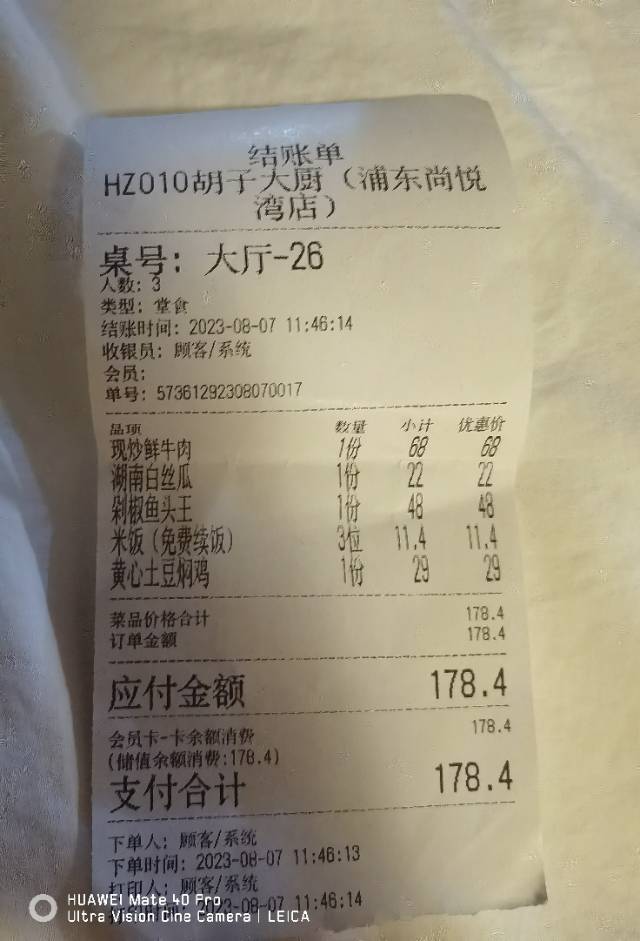 结账单
HZ010胡子大厨（浦东尚悦
湾店）
桌号：大厅-26
人数：3
类型：堂食
结账时间：2023-08-07 11:46:14
收银员：顾客/系统
会员：
单号：57361292308070017
品项 数量 小计 优惠价
现炒鲜牛肉 1份 68 68
湖南白丝瓜 1份 22 22
剁椒鱼头王 1份 48 48
米饭（免费续饭） 3位 11.4 11.4
黄心土豆焖鸡 1份 29 29
菜品价格合计 178.4
订单金额 178.4
应付金额 178.4
会员卡-卡余额消费 178.4
(储值余额消费:178.4)
支付合计 178.4
下单人：顾客/系统
下单时间：2023-08-07 11:46:13
打印人：顾客/系统
2023-08-07 11:46:14
HUAWEI Mate 40 Pro
Ultra Vision Cine Camera | LEICA